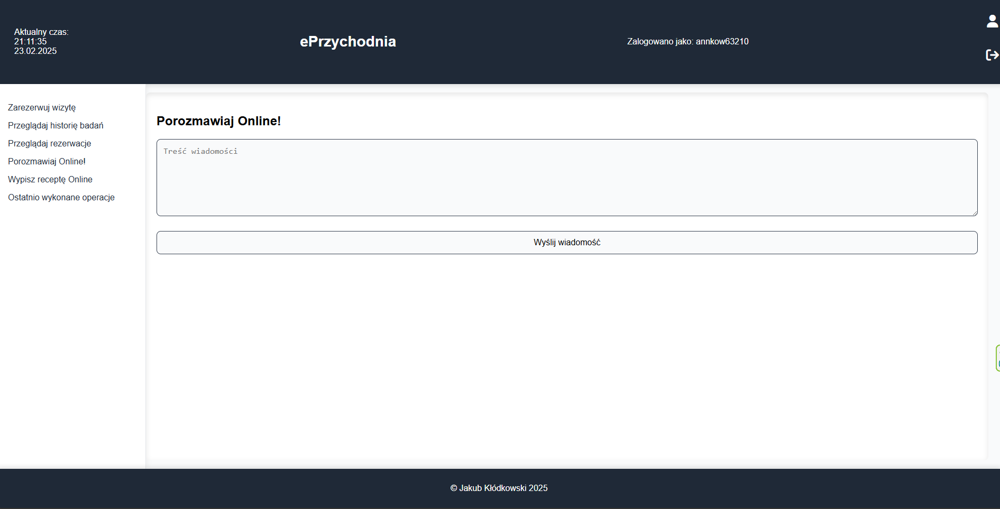 Aktualny czas:
21:11:35
23.02.2025
ePrzychodnia
Zalogowano jako: annkow63210
Zarezerwuj wizytę
Przeglądaj historię badań
Przeglądaj rezerwacje
Porozmawiaj Online!
Wypisz receptę Online
Ostatnio wykonane operacje
Porozmawiaj Online!
Treść wiadomości
Wyślij wiadomość
© Jakub Kłódkowski 2025